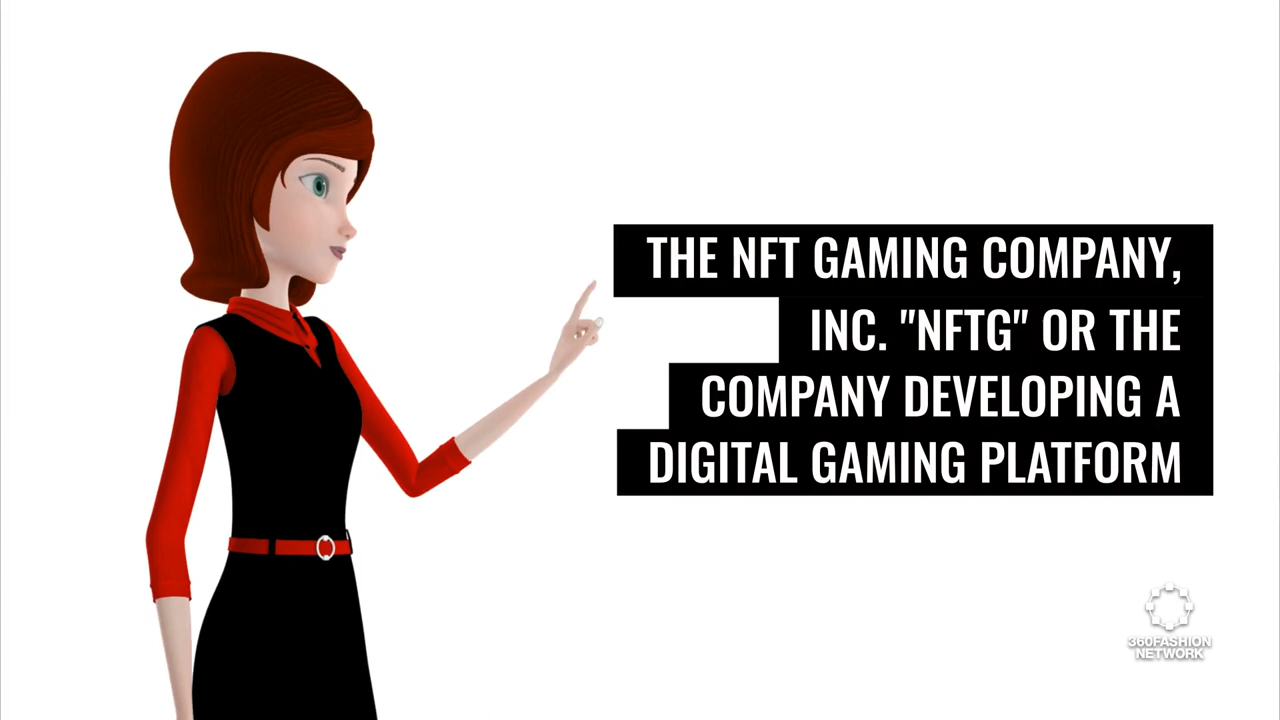 THE NFT GAMING COMPANY,
INC. "NFTG" OR THE
COMPANY DEVELOPING A
DIGITAL GAMING PLATFORM
360FASHION
NETWORK